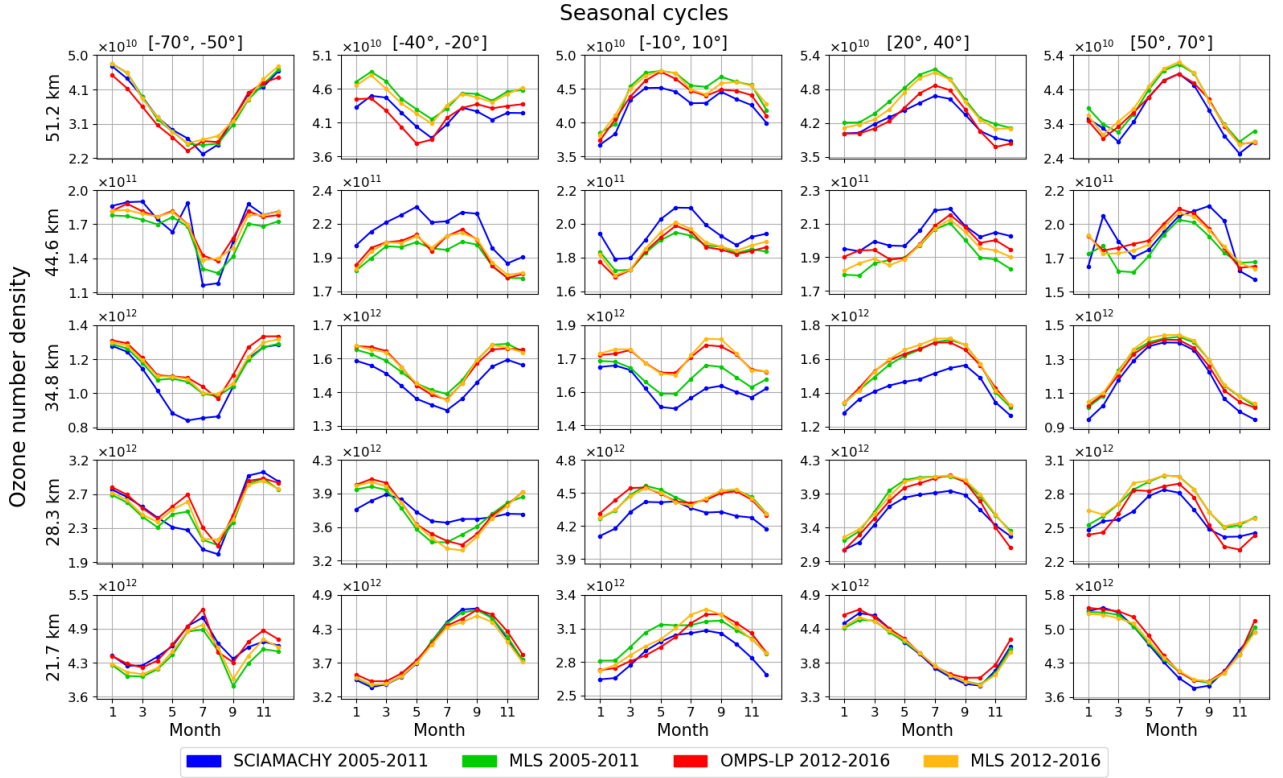 Seasonal cycles
[-70°, -50°] [-40°, -20°] [-10°, 10°] [20°, 40°] [50°, 70°]
Ozone number density
51.2 km
×10¹⁰ ×10¹⁰ ×10¹⁰ ×10¹⁰ ×10¹⁰
5.0 5.1 5.0 5.4 5.4
4.1 4.6 4.5 4.8 4.4
3.1 4.1 4.0 4.2 3.4
2.2 3.6 3.5 3.5 2.4
44.6 km
×10¹¹ ×10¹¹ ×10¹¹ ×10¹¹ ×10¹¹
2.0 2.4 2.2 2.3 2.2
1.7 2.1 2.0 2.1 2.0
1.4 1.9 1.8 1.9 1.7
1.1 1.7 1.6 1.7 1.5
34.8 km
×10¹² ×10¹² ×10¹² ×10¹² ×10¹²
1.4 1.7 1.9 1.8 1.5
1.2 1.6 1.7 1.6 1.3
1.0 1.4 1.6 1.4 1.1
0.8 1.3 1.4 1.2 0.9
28.3 km
×10¹² ×10¹² ×10¹² ×10¹² ×10¹²
3.2 4.3 4.8 4.3 3.1
2.7 3.9 4.5 3.9 2.8
2.3 3.6 4.2 3.4 2.5
1.9 3.2 3.9 2.9 2.2
21.7 km
×10¹² ×10¹² ×10¹² ×10¹² ×10¹²
5.5 4.9 3.4 4.9 5.8
4.9 4.3 3.1 4.4 5.0
4.3 3.7 2.8 3.8 4.3
3.6 3.2 2.5 3.3 3.6
1 3 5 7 9 11 1 3 5 7 9 11 1 3 5 7 9 11 1 3 5 7 9 11 1 3 5 7 9 11
Month Month Month Month Month
SCIAMACHY 2005-2011 MLS 2005-2011 OMPS-LP 2012-2016 MLS 2012-2016